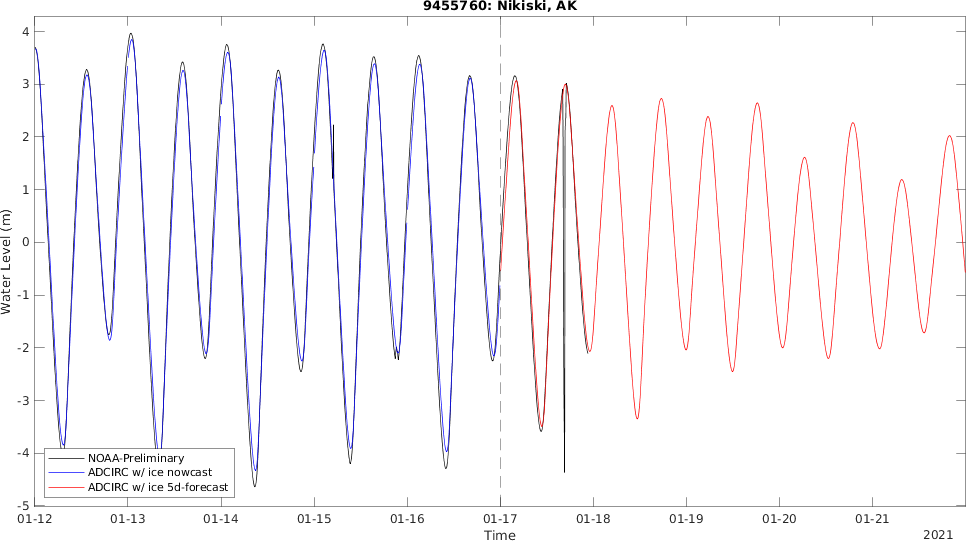 9455760: Nikiski, AK
4
3
2
1
0
-1
-2
-3
-4
-5
Water Level (m)
NOAA-Preliminary
ADCIRC w/ ice nowcast
ADCIRC w/ ice 5d-forecast
01-12 01-13 01-14 01-15 01-16 01-17 01-18 01-19 01-20 01-21
Time
2021